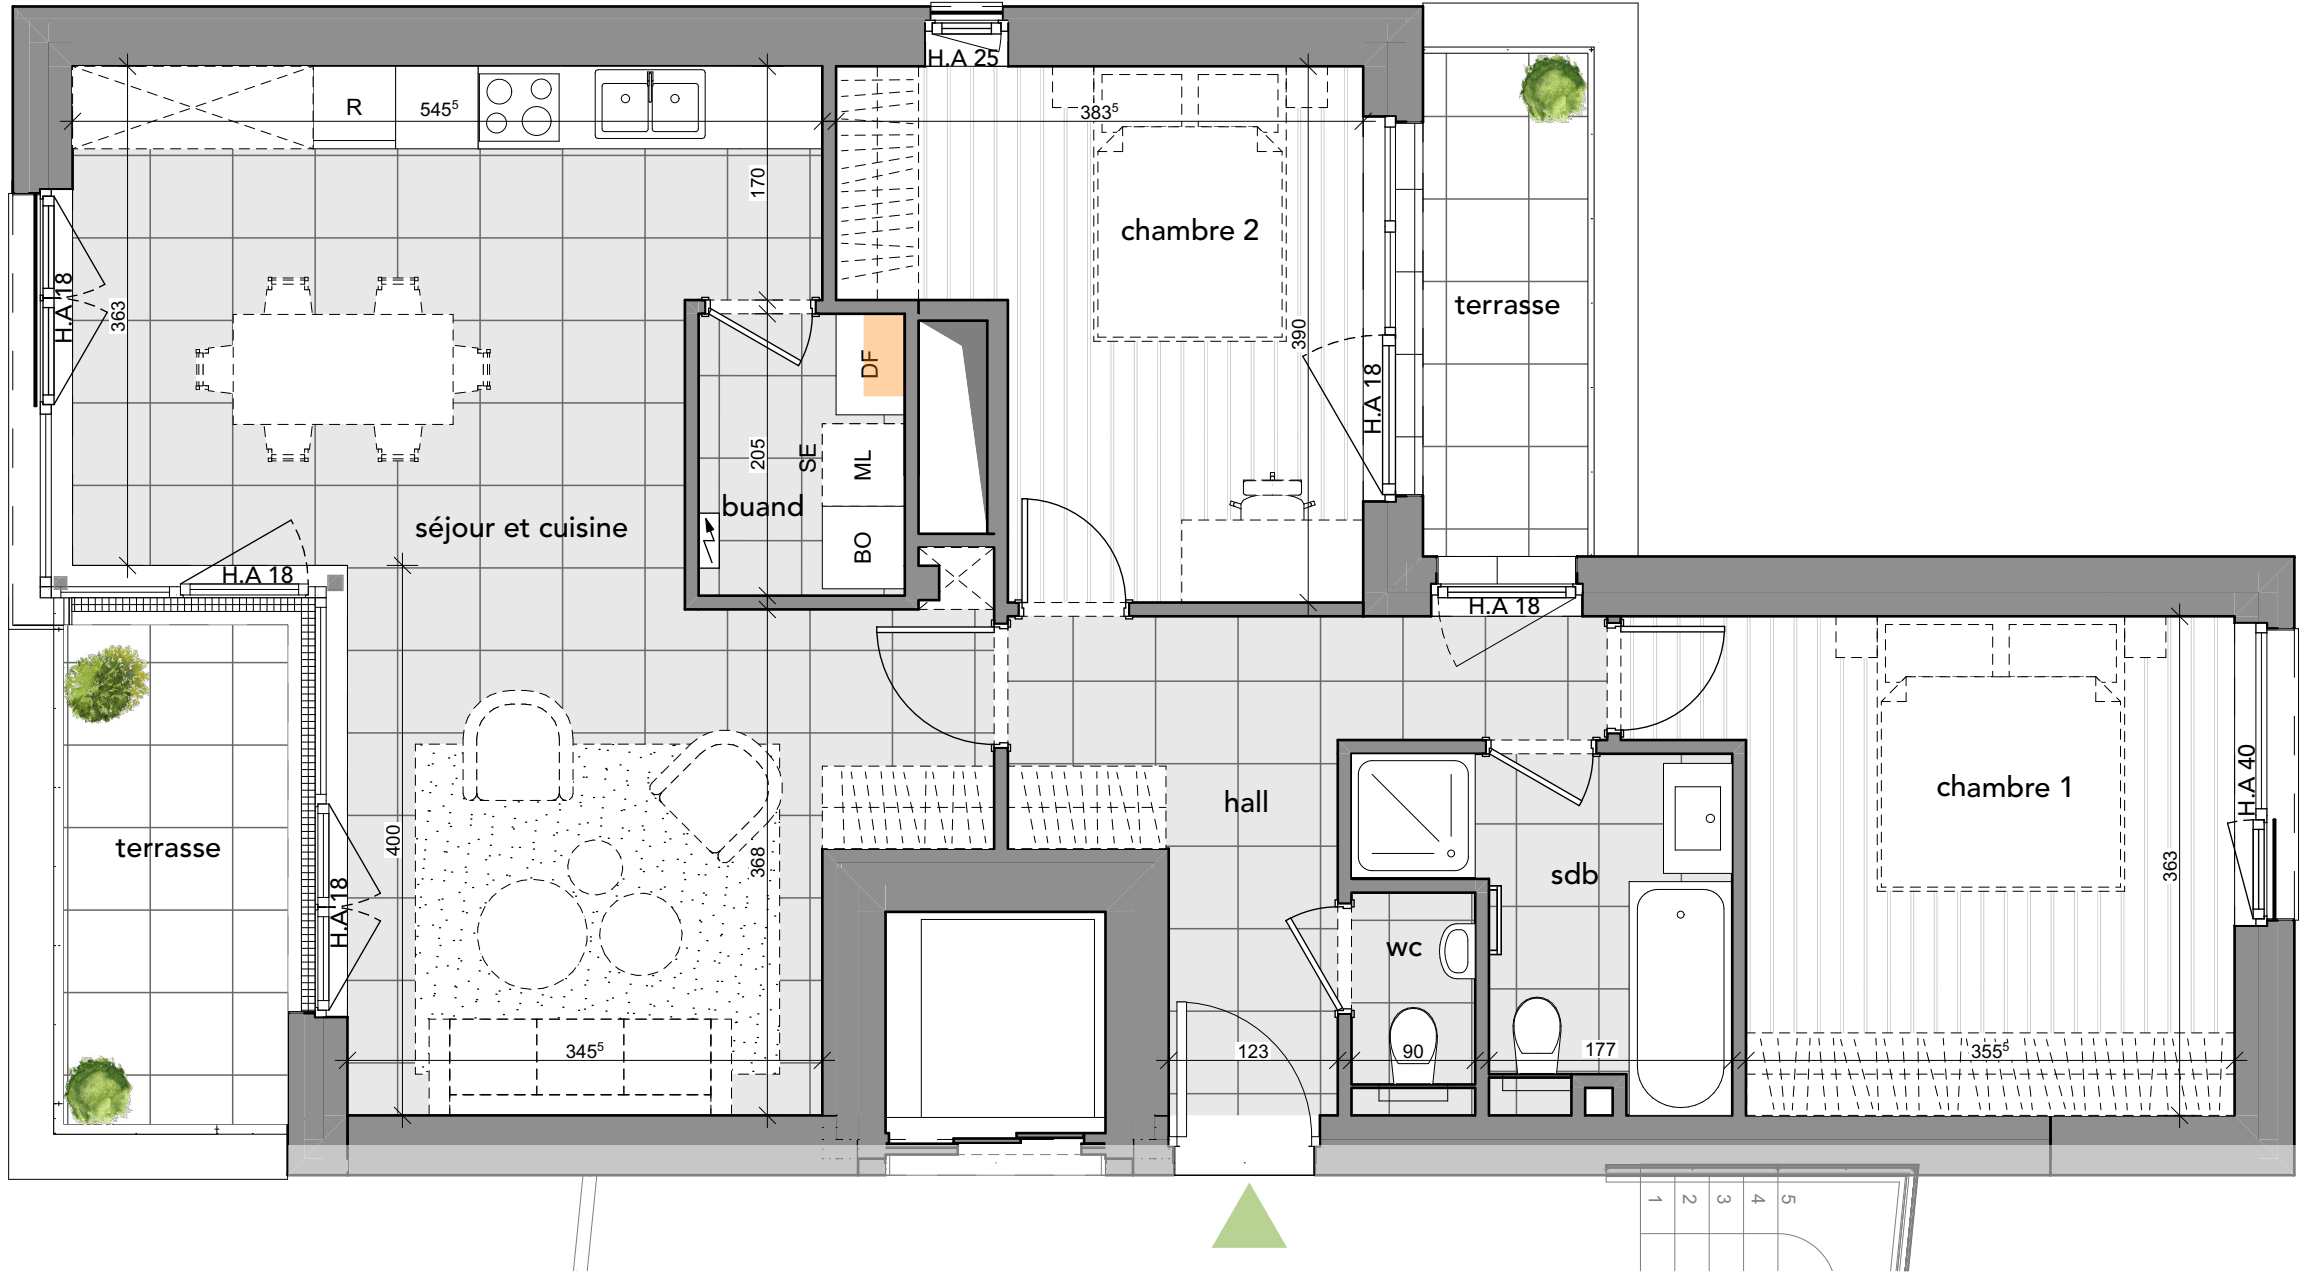 H.A 25
R
545⁵
383⁵
170
chambre 2
terrasse
H.A 18
363
390
DF
H.A 18
205
SE
ML
buand
séjour et cuisine
BO
H.A 18
H.A 18
chambre 1
H.A 40
hall
terrasse
400
368
sdb
363
H.A 18
wc
345⁵
123
90
177
355⁵
1
2
3
4
5